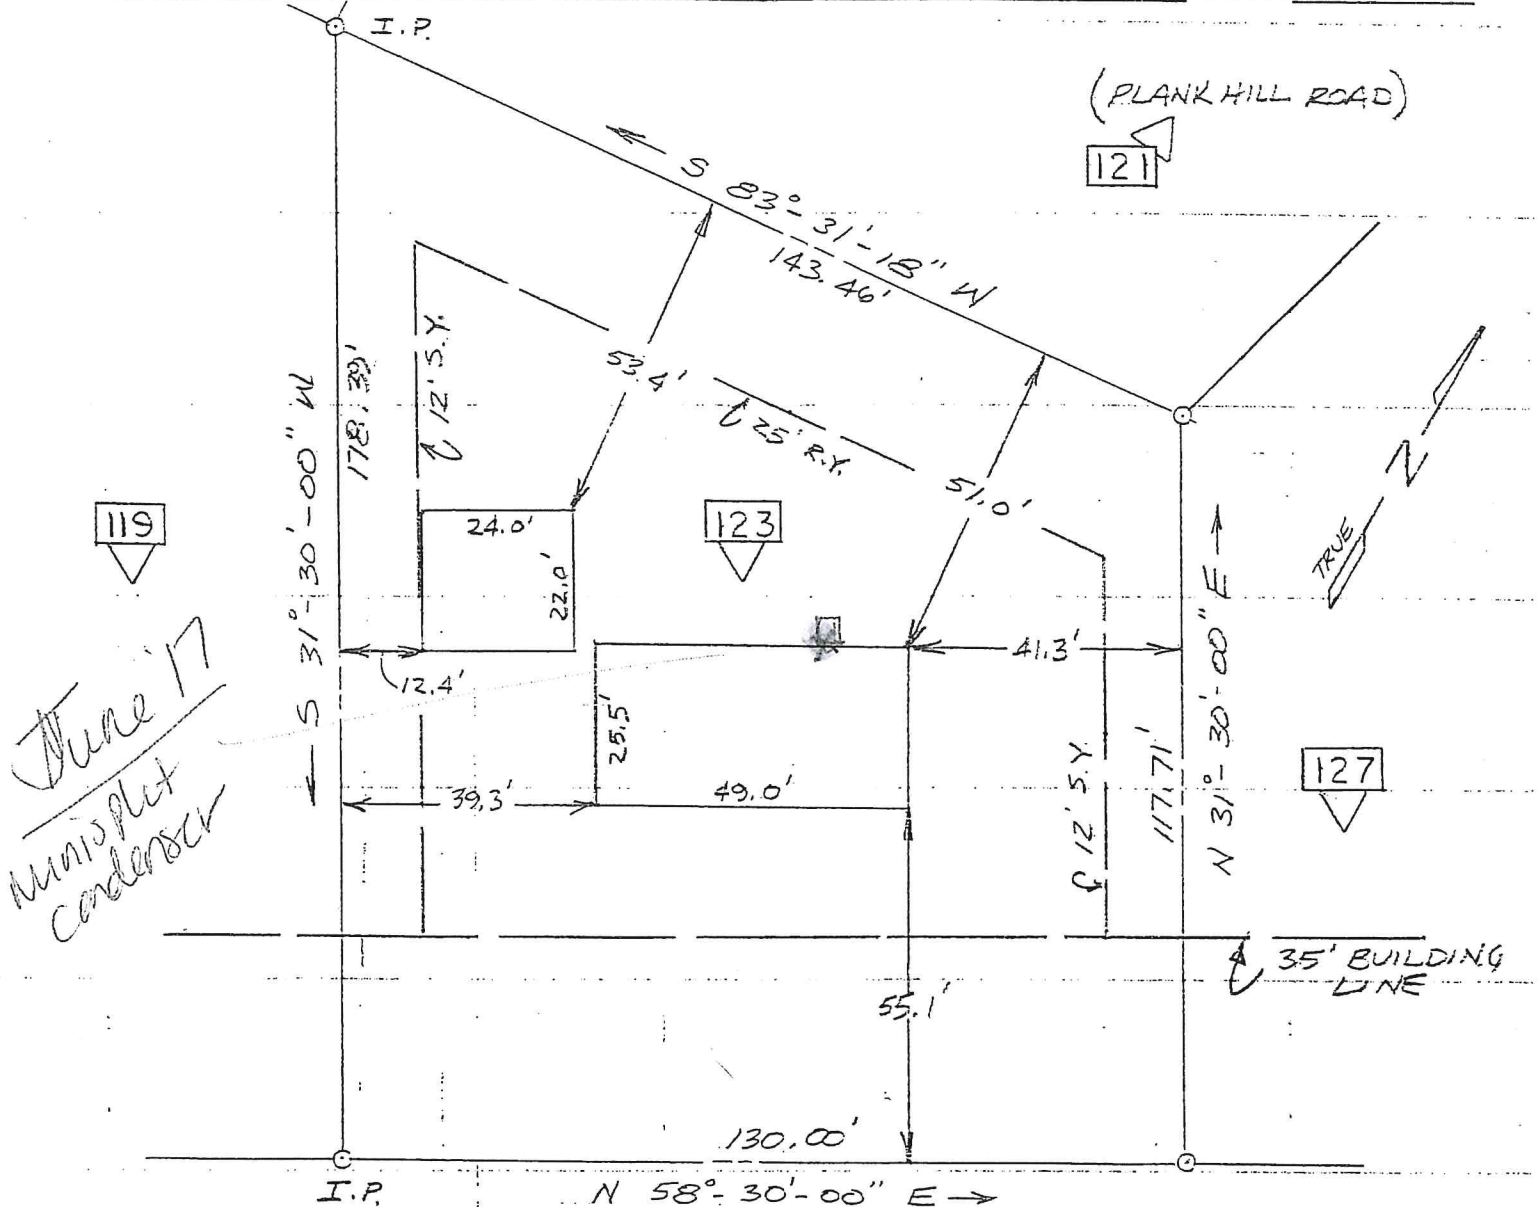 I.P.
(PLANK HILL ROAD)
121
S 83°-31'-18" W
143.46'
12' S.Y.
178.39'
S 31°-30'-00" W
53.4'
25' R.Y.
51.0'
N
TRUE
119
24.0'
22.0'
123
12.4'
41.3'
N 31°-30'-00" E
117.71'
127
June '17
minisplit
condenser
25.5'
39.3'
49.0'
12' S.Y.
35' BUILDING
LINE
55.1'
130.00'
I.P.
N 58°-30'-00" E